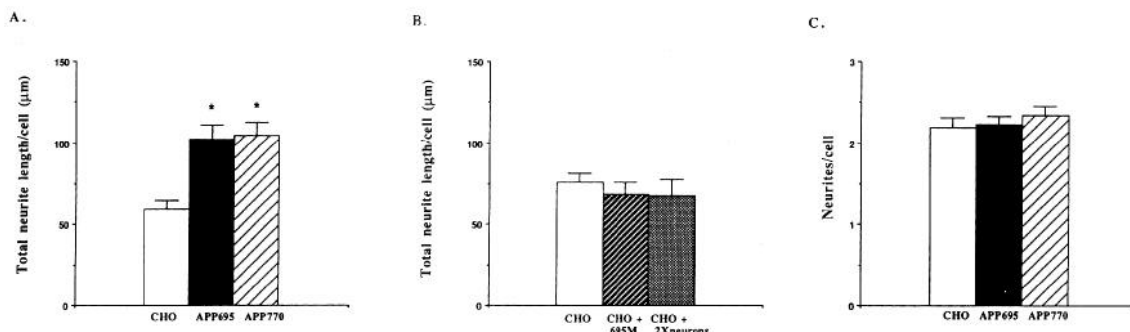 A.
Total neurite length/cell (µm)
150
100
50
0
*
*
CHO APP695 APP770
B.
Total neurite length/cell (µm)
150
100
50
0
CHO CHO + CHO +
695M 2Xneurons
C.
Neurites/cell
3
2
1
0
CHO APP695 APP770